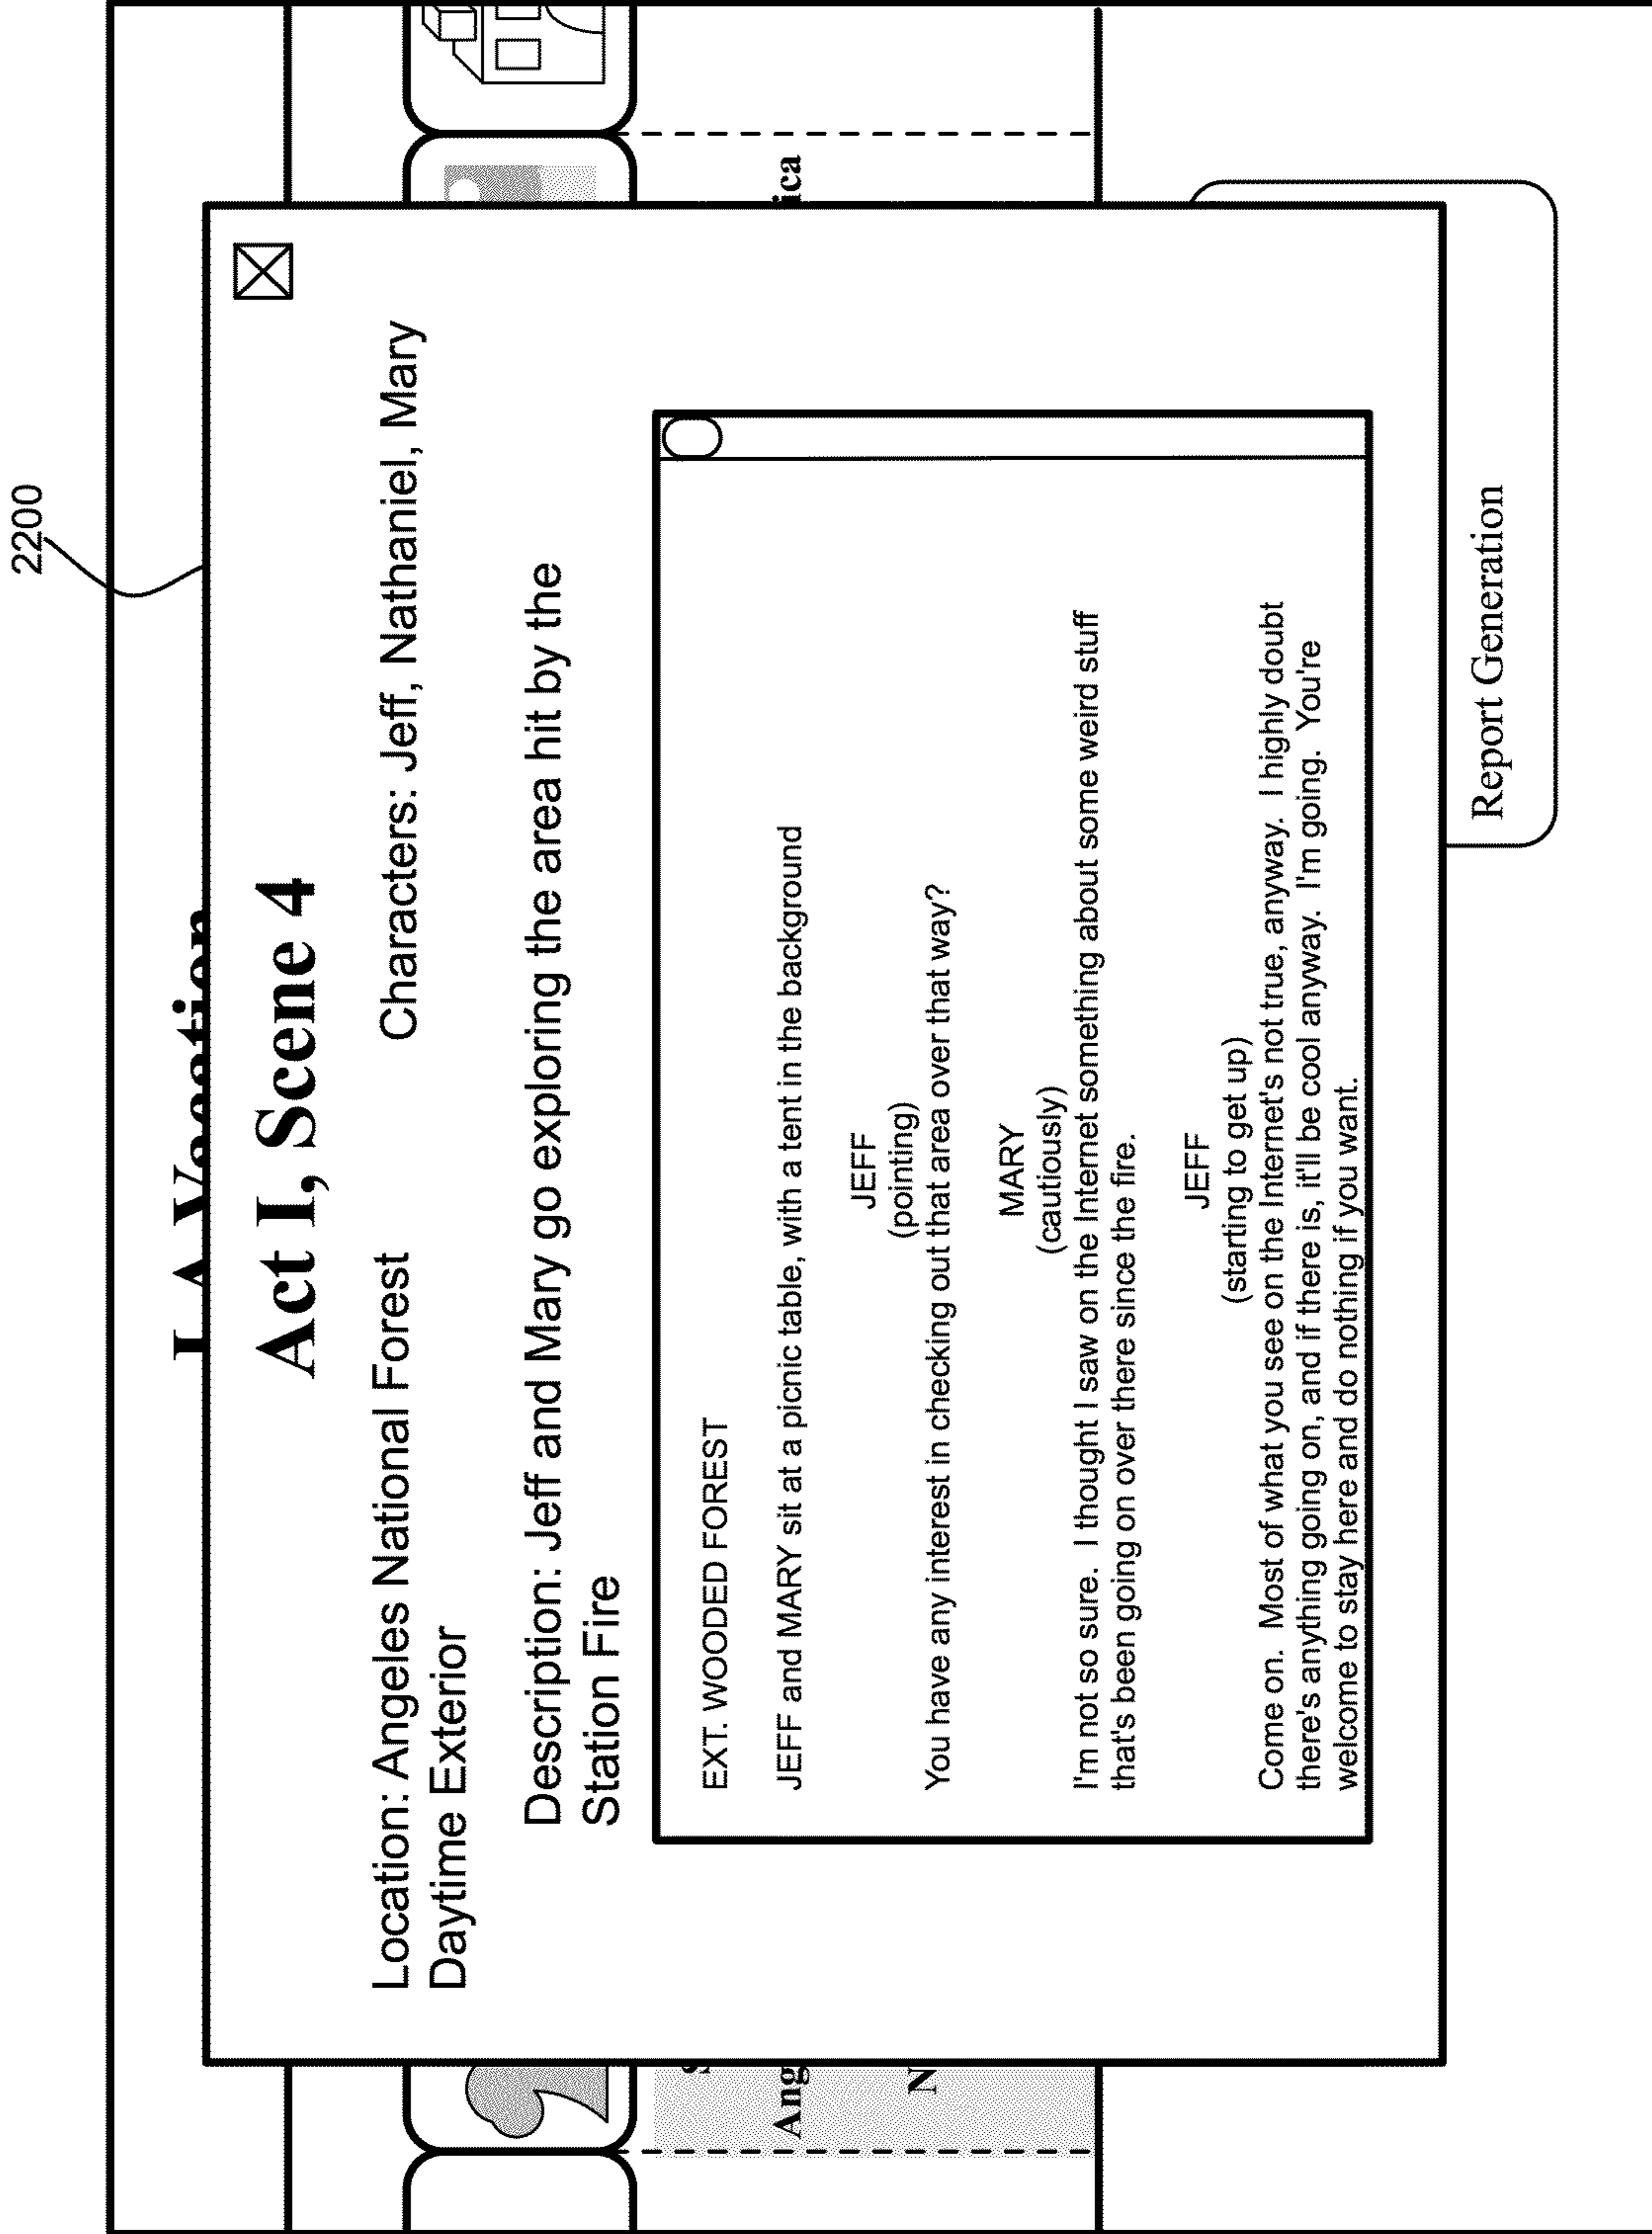 2200
Act I, Scene 4
Location: Angeles National Forest
Daytime Exterior
Characters: Jeff, Nathaniel, Mary
Description: Jeff and Mary go exploring the area hit by the
Station Fire
EXT. WOODED FOREST
JEFF and MARY sit at a picnic table, with a tent in the background
JEFF
(pointing)
You have any interest in checking out that area over that way?
MARY
(cautiously)
I'm not so sure. I thought I saw on the Internet something about some weird stuff
that's been going on over there since the fire.
JEFF
(starting to get up)
Come on. Most of what you see on the Internet's not true, anyway. I highly doubt
there's anything going on, and if there is, it'll be cool anyway. I'm going. You're
welcome to stay here and do nothing if you want.
Ang
N
ica
Report Generation